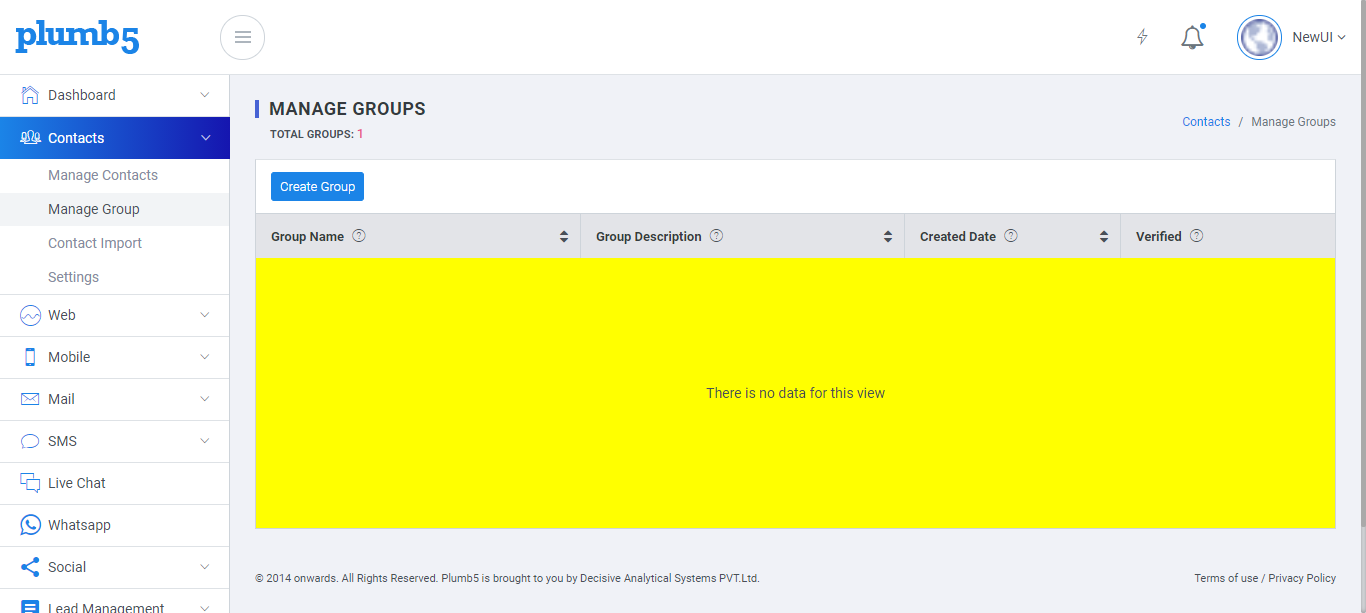 plumb5
NewUI
Dashboard
Contacts
Manage Contacts
Manage Group
Contact Import
Settings
Web
Mobile
Mail
SMS
Live Chat
Whatsapp
Social
Lead Management
MANAGE GROUPS
TOTAL GROUPS: 1
Contacts / Manage Groups
Create Group
Group Name ? Group Description ? Created Date ? Verified ?
There is no data for this view
© 2014 onwards. All Rights Reserved. Plumb5 is brought to you by Decisive Analytical Systems PVT.Ltd.
Terms of use / Privacy Policy